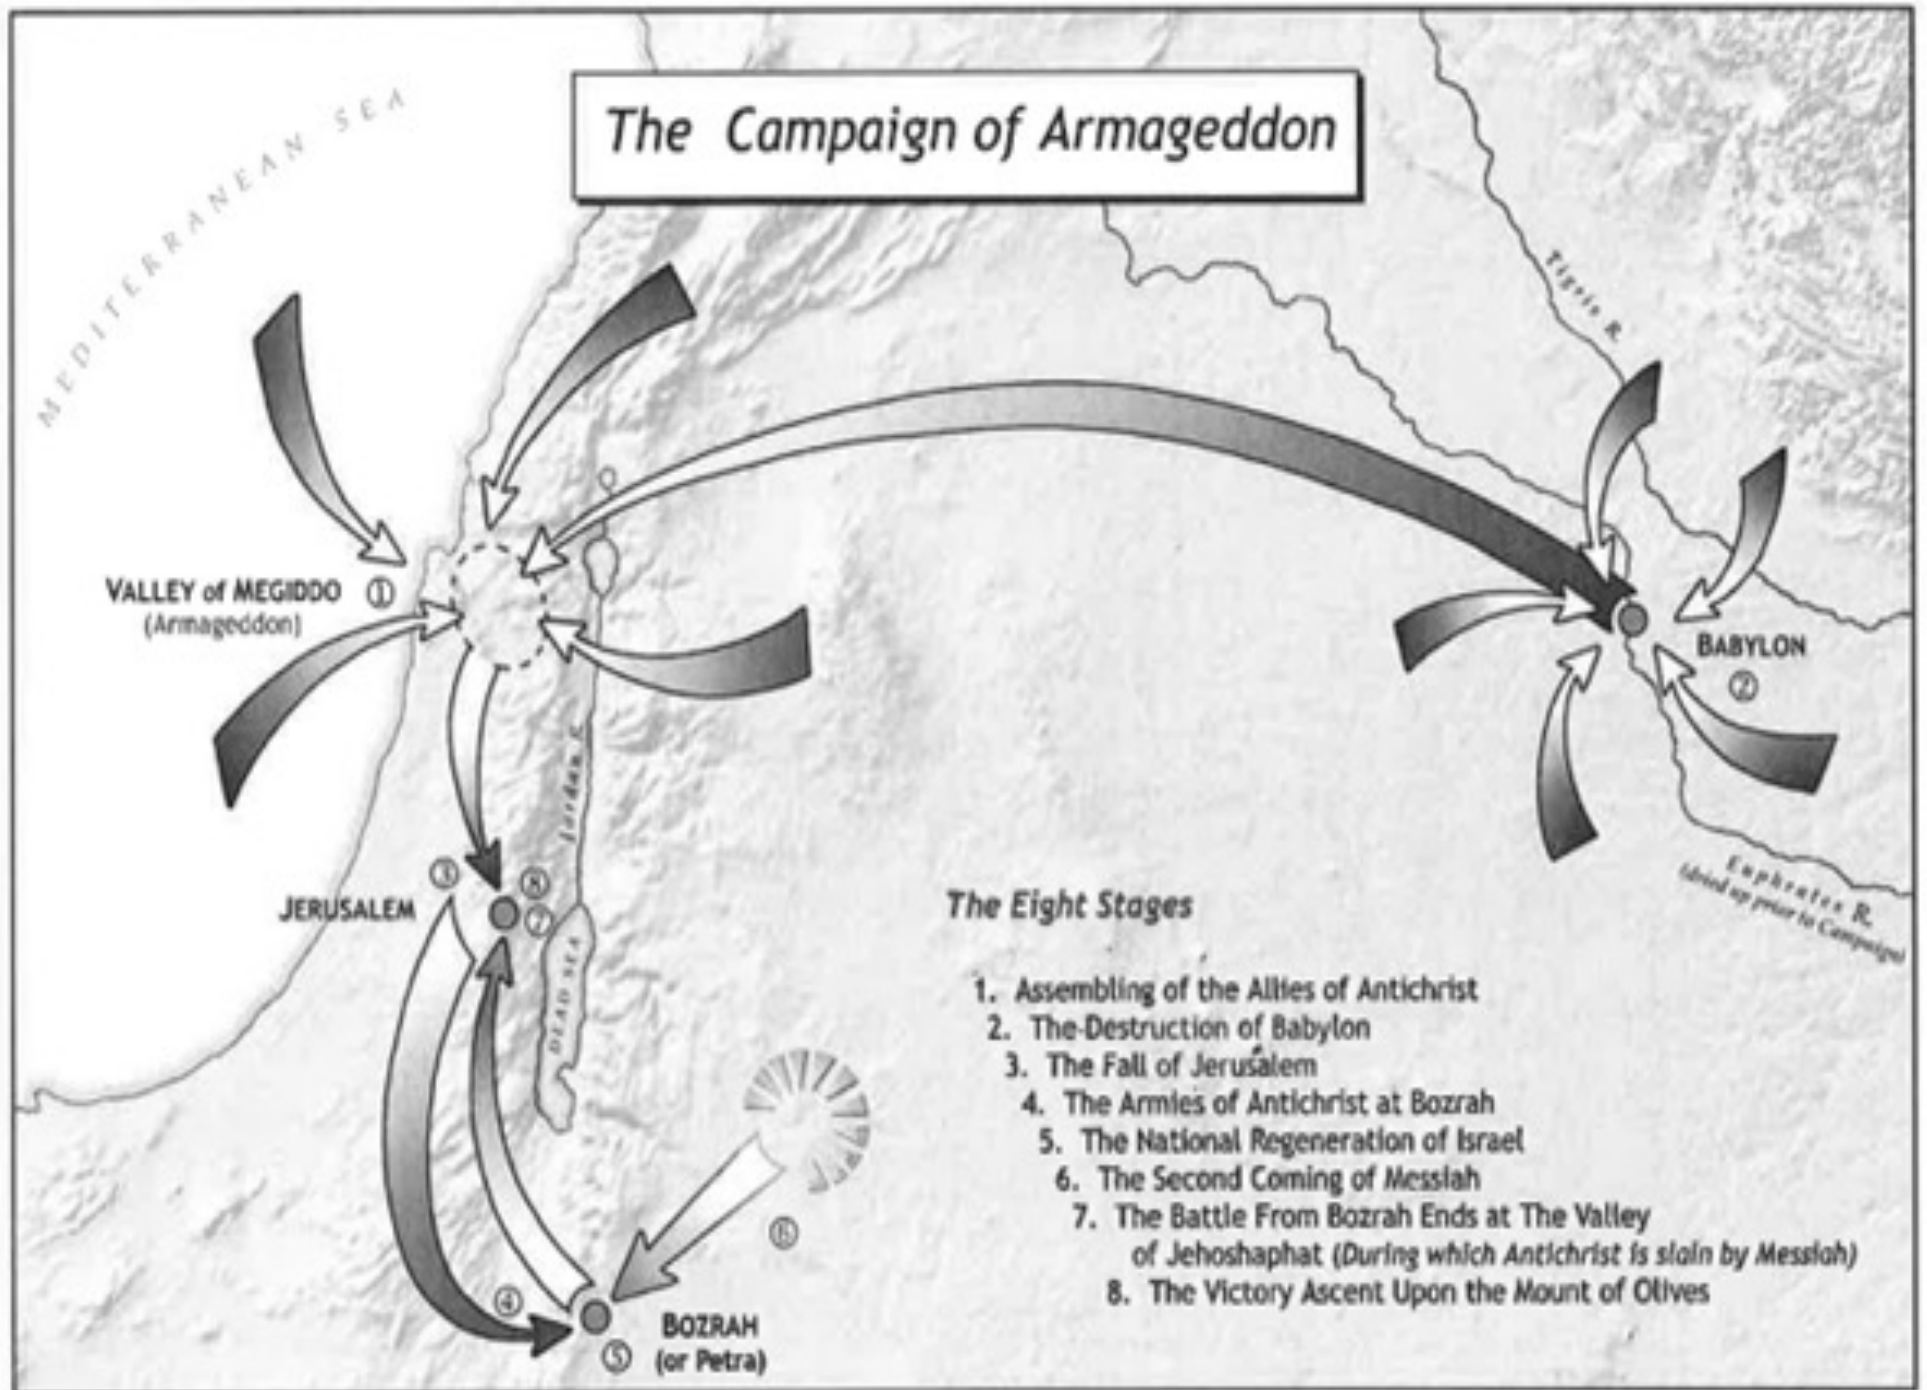 The Campaign of Armageddon
MEDITERRANEAN SEA
Tigris R.
VALLEY of MEGIDDO ①
(Armageddon)
BABYLON
②
Jordan R.
Euphrates R.
(dried up prior to Campaign)
③
⑧
JERUSALEM
⑦
DEAD SEA
The Eight Stages
1. Assembling of the Allies of Antichrist
2. The Destruction of Babylon
3. The Fall of Jerusalem
4. The Armies of Antichrist at Bozrah
5. The National Regeneration of Israel
6. The Second Coming of Messiah
7. The Battle From Bozrah Ends at The Valley
of Jehoshaphat (During which Antichrist is slain by Messiah)
8. The Victory Ascent Upon the Mount of Olives
⑥
④
BOZRAH
(or Petra)
⑤